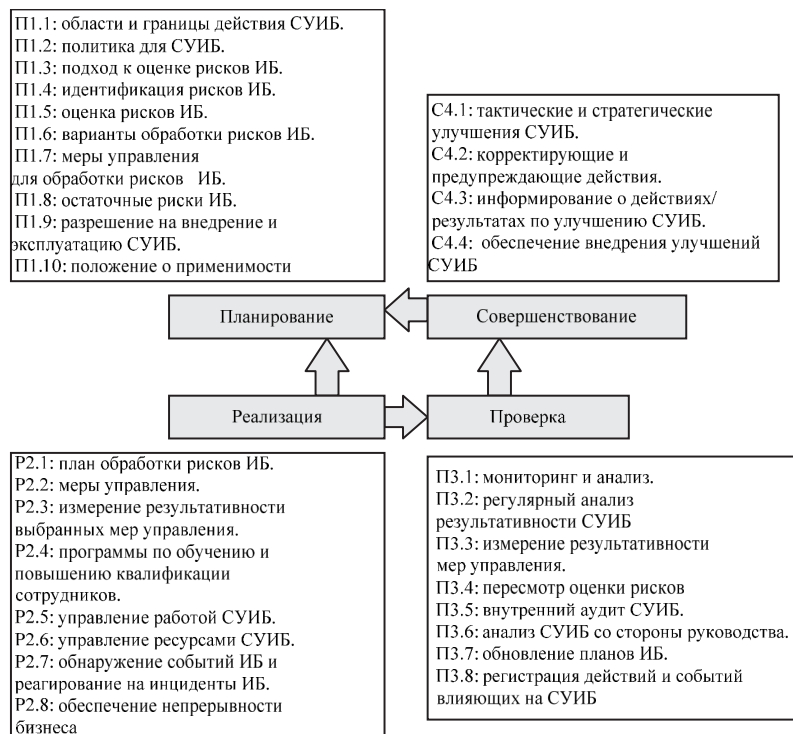 П1.1: области и границы действия СУИБ.
П1.2: политика для СУИБ.
П1.3: подход к оценке рисков ИБ.
П1.4: идентификация рисков ИБ.
П1.5: оценка рисков ИБ.
П1.6: варианты обработки рисков ИБ.
П1.7: меры управления
для обработки рисков ИБ.
П1.8: остаточные риски ИБ.
П1.9: разрешение на внедрение и
эксплуатацию СУИБ.
П1.10: положение о применимости
С4.1: тактические и стратегические
улучшения СУИБ.
С4.2: корректирующие и
предупреждающие действия.
С4.3: информирование о действиях/
результатах по улучшению СУИБ.
С4.4: обеспечение внедрения улучшений
СУИБ
Планирование
Совершенствование
Реализация
Проверка
Р2.1: план обработки рисков ИБ.
Р2.2: меры управления.
Р2.3: измерение результативности
выбранных мер управления.
Р2.4: программы по обучению и
повышению квалификации
сотрудников.
Р2.5: управление работой СУИБ.
Р2.6: управление ресурсами СУИБ.
Р2.7: обнаружение событий ИБ и
реагирование на инциденты ИБ.
Р2.8: обеспечение непрерывности
бизнеса
П3.1: мониторинг и анализ.
П3.2: регулярный анализ
результативности СУИБ
П3.3: измерение результативности
мер управления.
П3.4: пересмотр оценки рисков
П3.5: внутренний аудит СУИБ.
П3.6: анализ СУИБ со стороны руководства.
П3.7: обновление планов ИБ.
П3.8: регистрация действий и событий
влияющих на СУИБ